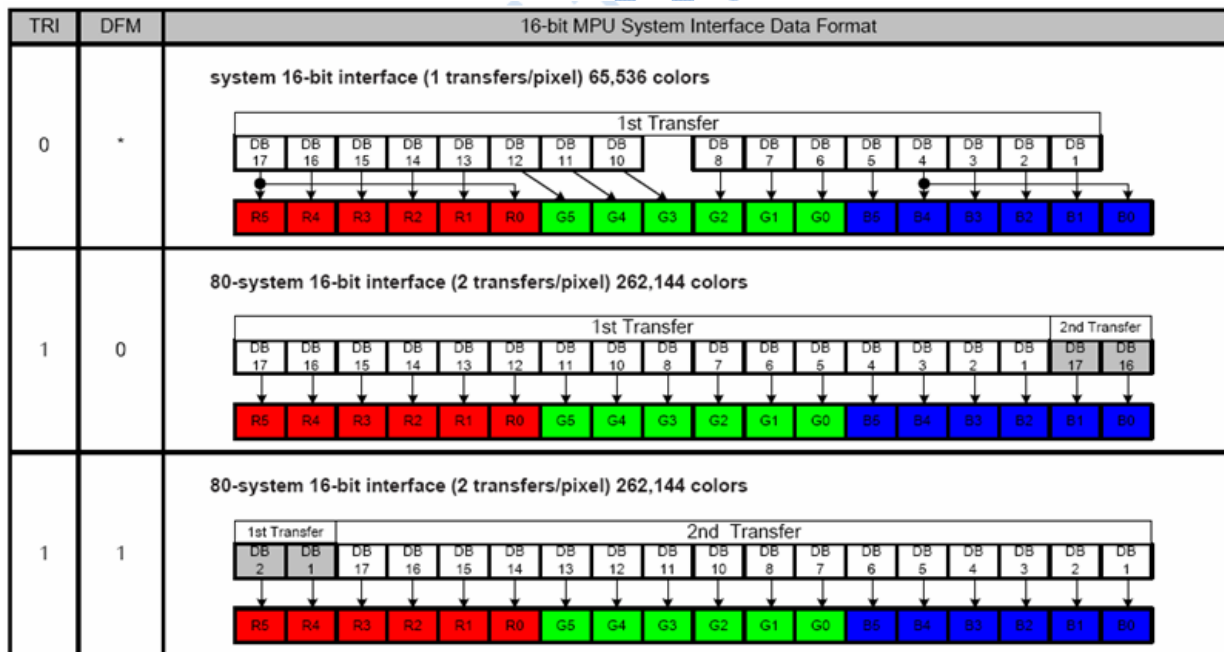 TRI DFM 16-bit MPU System Interface Data Format
system 16-bit interface (1 transfers/pixel) 65,536 colors
0 *
1st Transfer
DB 17 DB 16 DB 15 DB 14 DB 13 DB 12 DB 11 DB 10 DB 8 DB 7 DB 6 DB 5 DB 4 DB 3 DB 2 DB 1
R5 R4 R3 R2 R1 R0 G5 G4 G3 G2 G1 G0 B5 B4 B3 B2 B1 B0
80-system 16-bit interface (2 transfers/pixel) 262,144 colors
1 0
1st Transfer 2nd Transfer
DB 17 DB 16 DB 15 DB 14 DB 13 DB 12 DB 11 DB 10 DB 8 DB 7 DB 6 DB 5 DB 4 DB 3 DB 2 DB 1 DB 17 DB 16
R5 R4 R3 R2 R1 R0 G5 G4 G3 G2 G1 G0 B5 B4 B3 B2 B1 B0
80-system 16-bit interface (2 transfers/pixel) 262,144 colors
1 1
1st Transfer 2nd Transfer
DB 2 DB 1 DB 17 DB 16 DB 15 DB 14 DB 13 DB 12 DB 11 DB 10 DB 8 DB 7 DB 6 DB 5 DB 4 DB 3 DB 2 DB 1
R5 R4 R3 R2 R1 R0 G5 G4 G3 G2 G1 G0 B5 B4 B3 B2 B1 B0